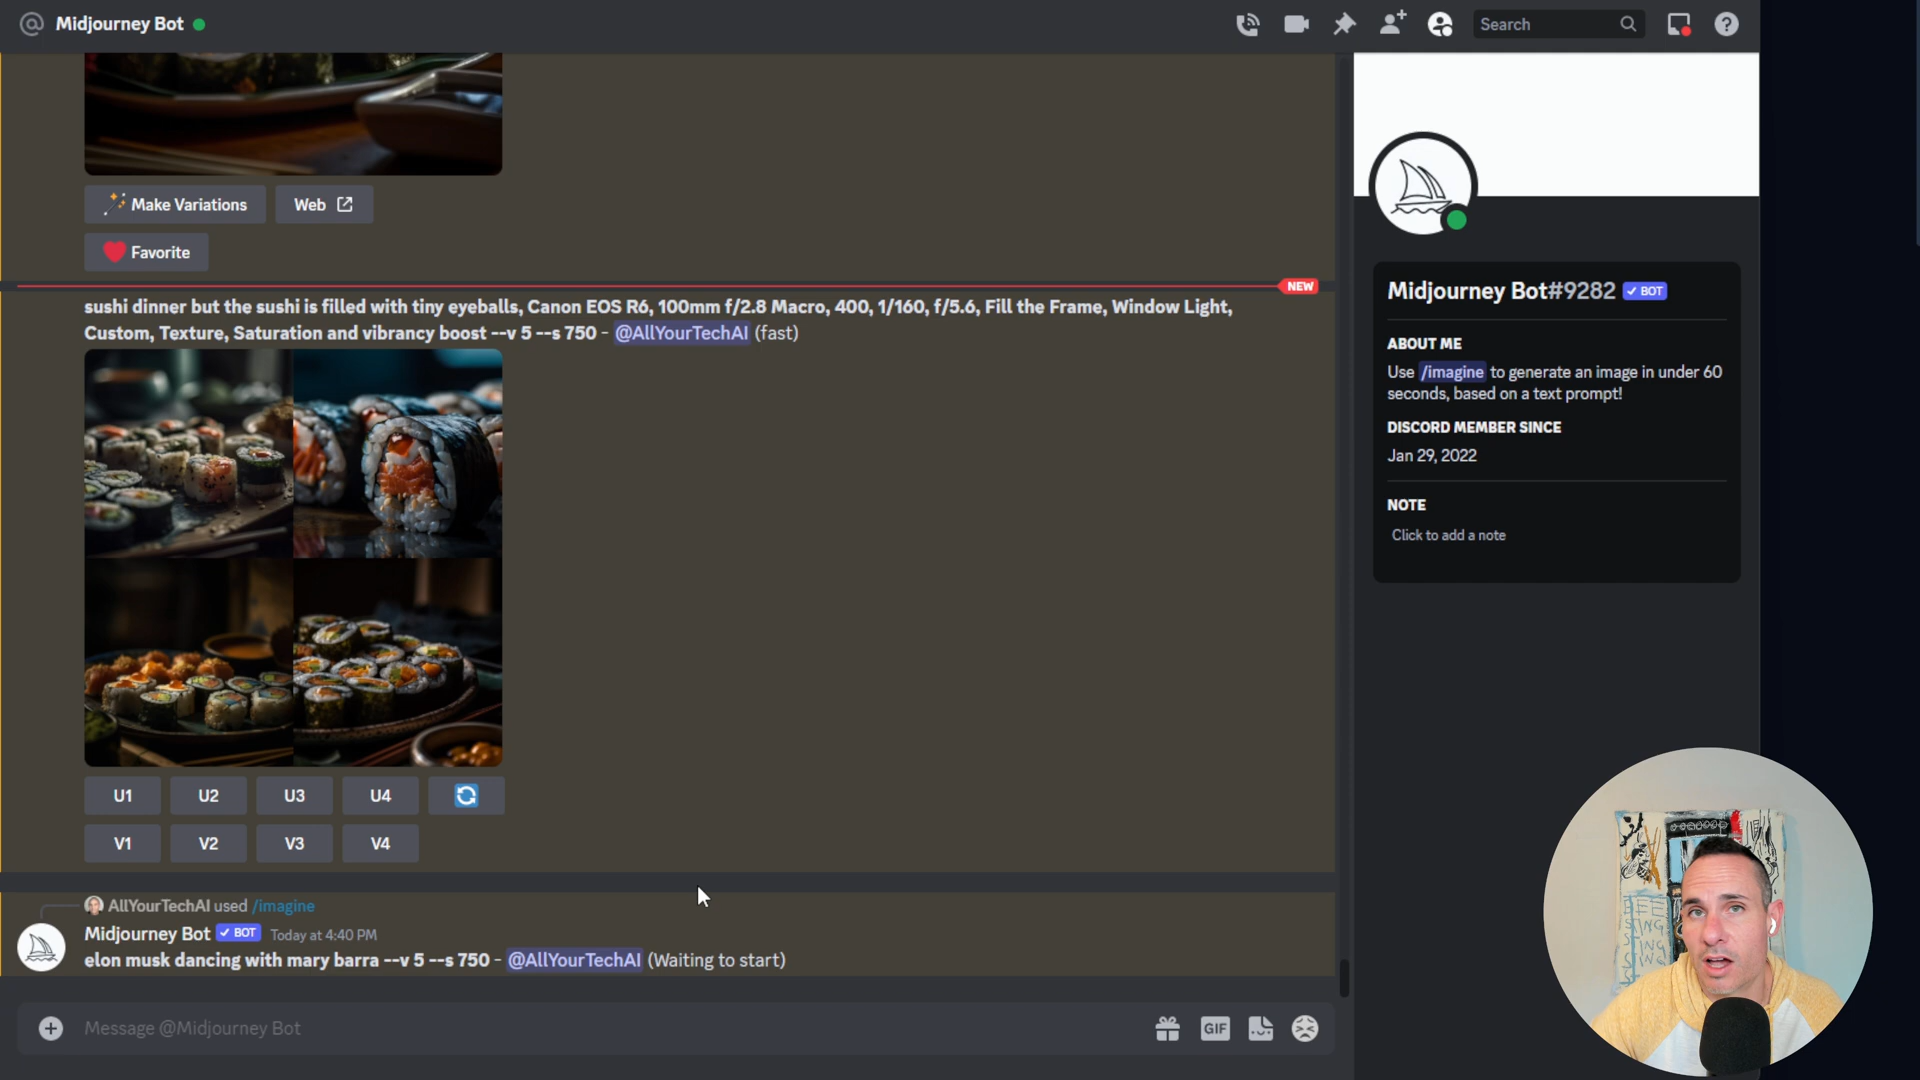 Midjourney Bot
Search
Make Variations
Web
Favorite
NEW
sushi dinner but the sushi is filled with tiny eyeballs, Canon EOS R6, 100mm f/2.8 Macro, 400, 1/160, f/5.6, Fill the Frame, Window Light,
Custom, Texture, Saturation and vibrancy boost --v 5 --s 750 - @AllYourTechAI (fast)
U1
U2
U3
U4
V1
V2
V3
V4
AllYourTechAI used /imagine
Midjourney Bot BOT Today at 4:40 PM
elon musk dancing with mary barra --v 5 --s 750 - @AllYourTechAI (Waiting to start)
Message @Midjourney Bot
GIF
Midjourney Bot#9282 BOT
ABOUT ME
Use /imagine to generate an image in under 60
seconds, based on a text prompt!
DISCORD MEMBER SINCE
Jan 29, 2022
NOTE
Click to add a note